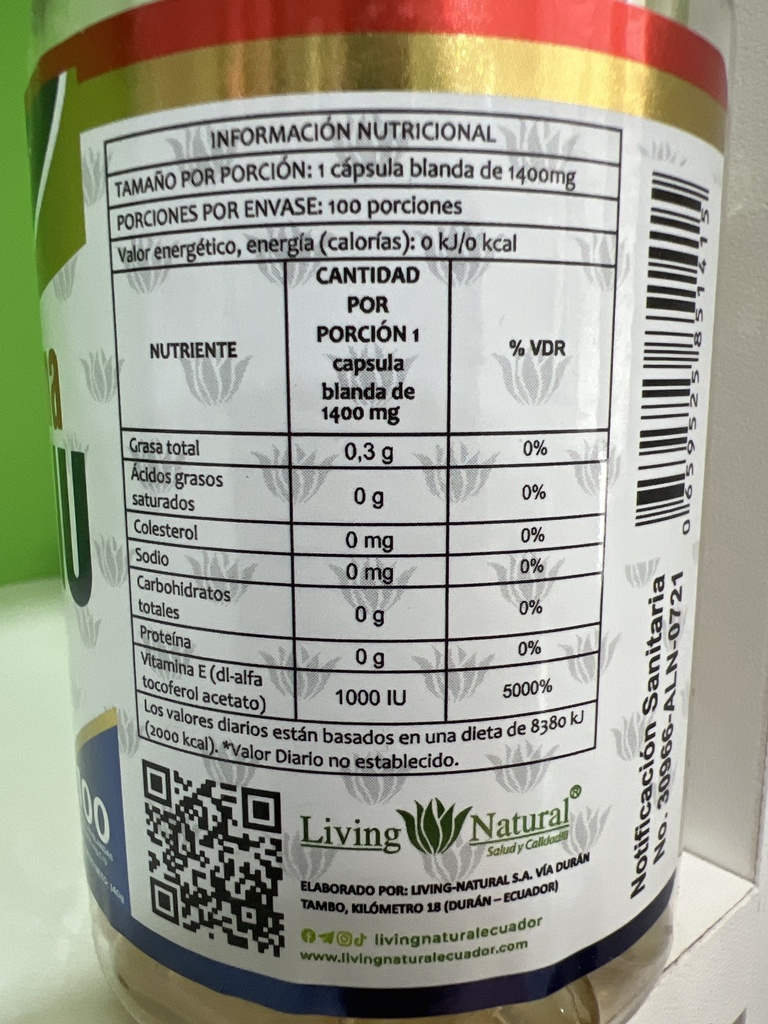 INFORMACIÓN NUTRICIONAL
TAMAÑO POR PORCIÓN: 1 cápsula blanda de 1400mg
PORCIONES POR ENVASE: 100 porciones
Valor energético, energía (calorías): 0 kJ/0 kcal
NUTRIENTE
CANTIDAD
POR
PORCIÓN 1
capsula
blanda de
1400 mg
% VDR
Grasa total 0,3 g 0%
Ácidos grasos
saturados 0 g 0%
Colesterol 0 mg 0%
Sodio 0 mg 0%
Carbohidratos
totales 0 g 0%
Proteína 0 g 0%
Vitamina E (dl-alfa
tocoferol acetato) 1000 IU 5000%
Los valores diarios están basados en una dieta de 8380 kJ
(2000 kcal). *Valor Diario no establecido.
Living Natural®
Salud y Calidad
ELABORADO POR: LIVING-NATURAL S.A. VÍA DURÁN
TAMBO, KILÓMETRO 18 (DURÁN – ECUADOR)
livingnaturalecuador
www.livingnaturalecuador.com
Notificación Sanitaria
No. 30966-ALN-0721